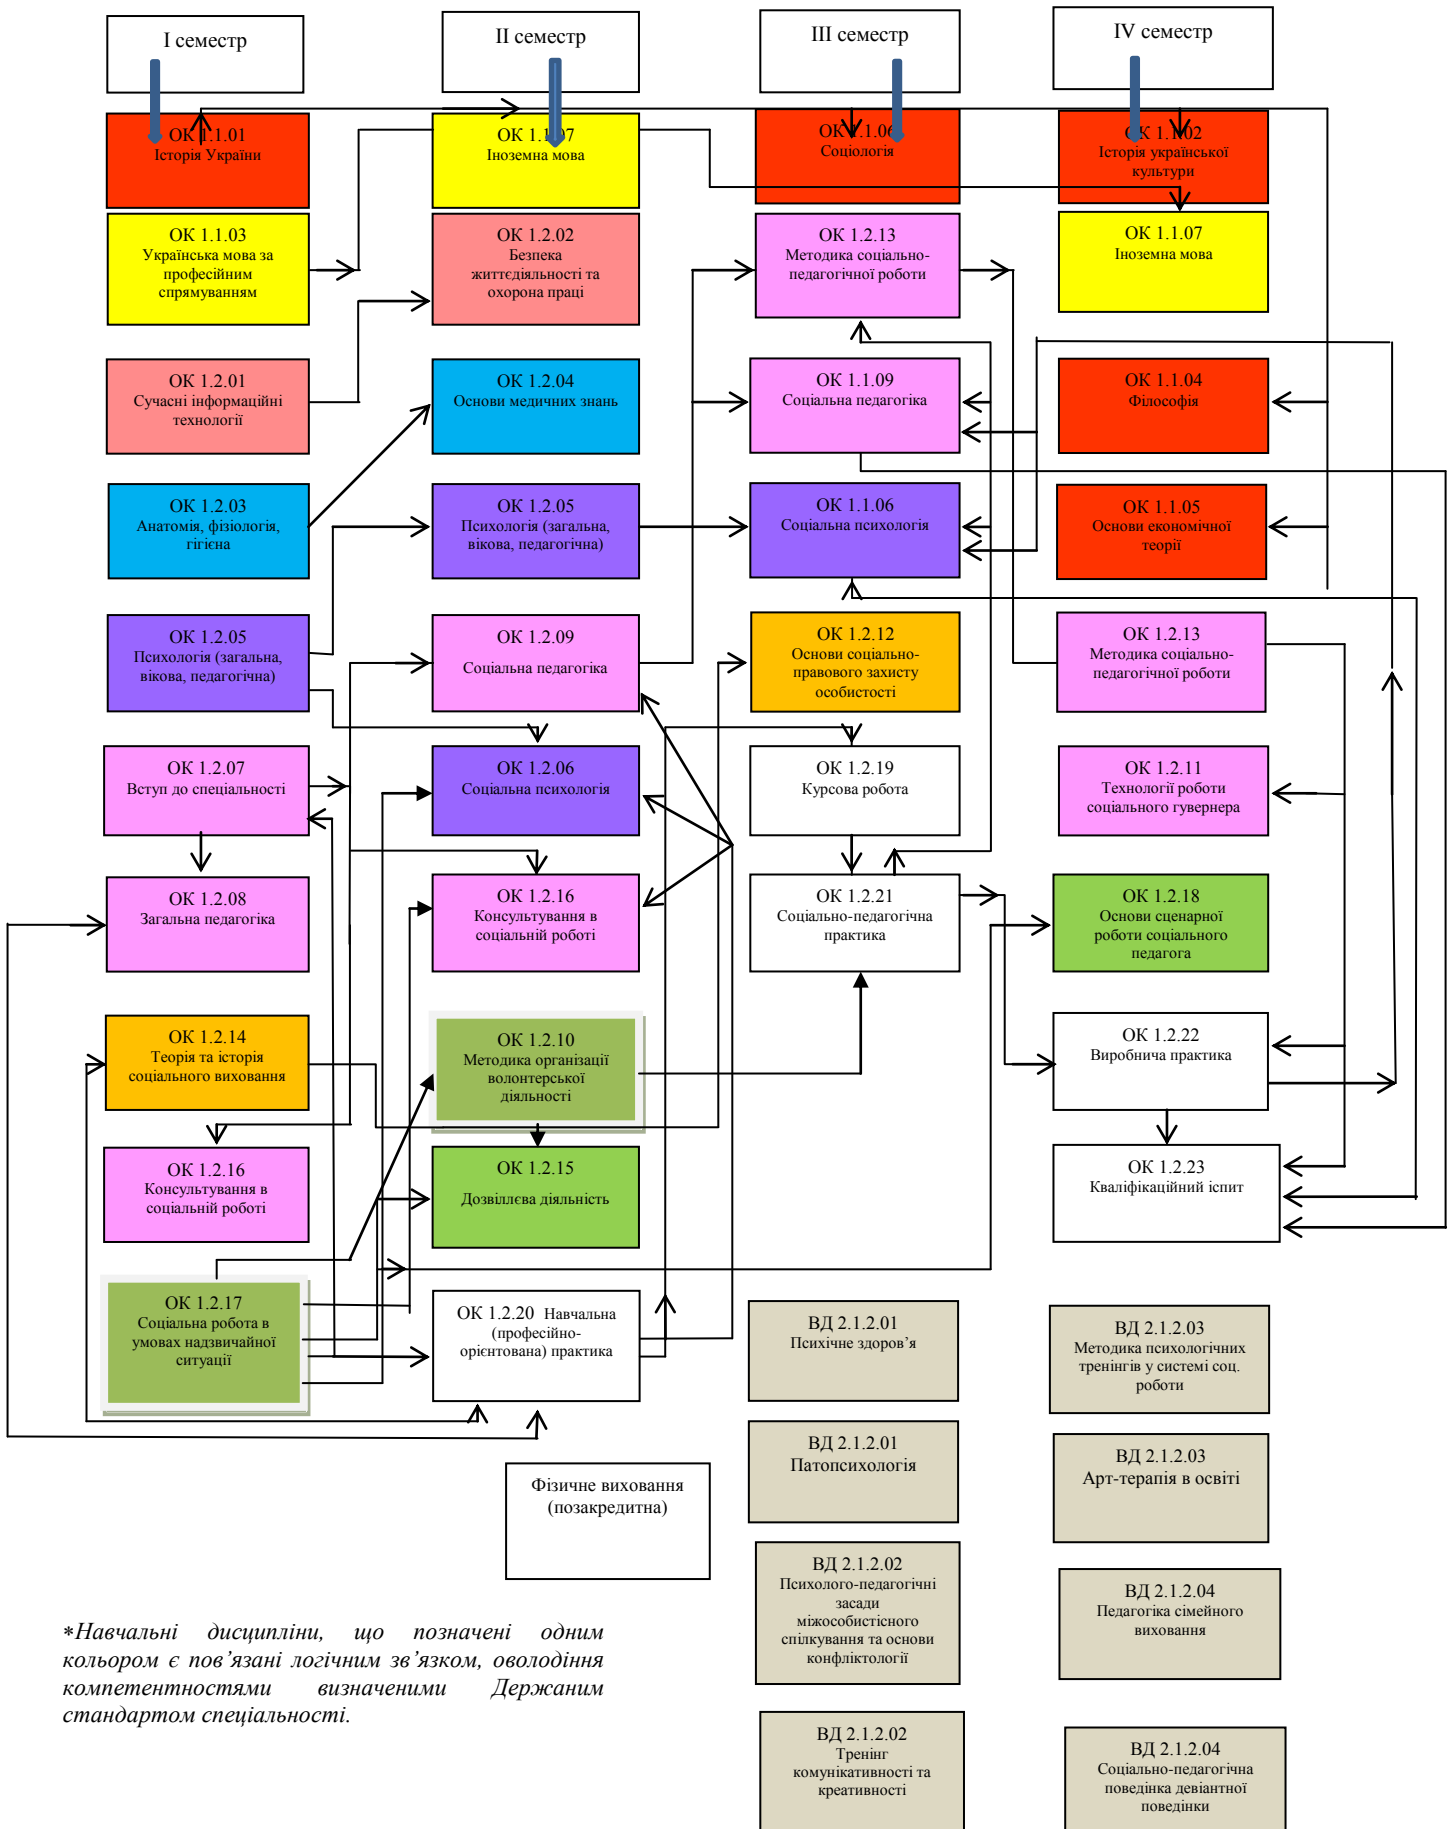 І семестр
ІІ семестр
ІІІ семестр
IV семестр
ОК 1.1.01
Історія України
ОК 1.1.07
Іноземна мова
ОК 1.1.06
Соціологія
ОК 1.1.02
Історія української
культури
ОК 1.1.03
Українська мова за
професійним
спрямуванням
ОК 1.2.02
Безпека
життєдіяльності та
охорона праці
ОК 1.2.13
Методика соціально-
педагогічної роботи
ОК 1.1.07
Іноземна мова
ОК 1.2.01
Сучасні інформаційні
технології
ОК 1.2.04
Основи медичних знань
ОК 1.1.09
Соціальна педагогіка
ОК 1.1.04
Філософія
ОК 1.2.03
Анатомія, фізіологія,
гігієна
ОК 1.2.05
Психологія (загальна,
вікова, педагогічна)
ОК 1.1.06
Соціальна психологія
ОК 1.1.05
Основи економічної
теорії
ОК 1.2.05
Психологія (загальна,
вікова, педагогічна)
ОК 1.2.09
Соціальна педагогіка
ОК 1.2.12
Основи соціально-
правового захисту
особистості
ОК 1.2.13
Методика соціально-
педагогічної роботи
ОК 1.2.07
Вступ до спеціальності
ОК 1.2.06
Соціальна психологія
ОК 1.2.19
Курсова робота
ОК 1.2.11
Технології роботи
соціального гувернера
ОК 1.2.08
Загальна педагогіка
ОК 1.2.16
Консультування в
соціальній роботі
ОК 1.2.21
Соціально-педагогічна
практика
ОК 1.2.18
Основи сценарної
роботи соціального
педагога
ОК 1.2.14
Теорія та історія
соціального виховання
ОК 1.2.10
Методика організації
волонтерської
діяльності
ОК 1.2.22
Виробнича практика
ОК 1.2.16
Консультування в
соціальній роботі
ОК 1.2.15
Дозвіллєва діяльність
ОК 1.2.23
Кваліфікаційний іспит
ОК 1.2.17
Соціальна робота в
умовах надзвичайної
ситуації
ОК 1.2.20 Навчальна
(професійно-
орієнтована) практика
ВД 2.1.2.01
Психічне здоров’я
ВД 2.1.2.03
Методика психологічних
тренінгів у системі соц.
роботи
ВД 2.1.2.01
Патопсихологія
ВД 2.1.2.03
Арт-терапія в освіті
Фізичне виховання
(позакредитна)
ВД 2.1.2.02
Психолого-педагогічні
засади
міжособистісного
спілкування та основи
конфліктології
ВД 2.1.2.04
Педагогіка сімейного
виховання
*Навчальні дисципліни, що позначені одним
кольором є пов’язані логічним зв’язком, оволодіння
компетентностями визначеними Держаним
стандартом спеціальності.
ВД 2.1.2.02
Тренінг
комунікативності та
креативності
ВД 2.1.2.04
Соціально-педагогічна
поведінка девіантної
поведінки